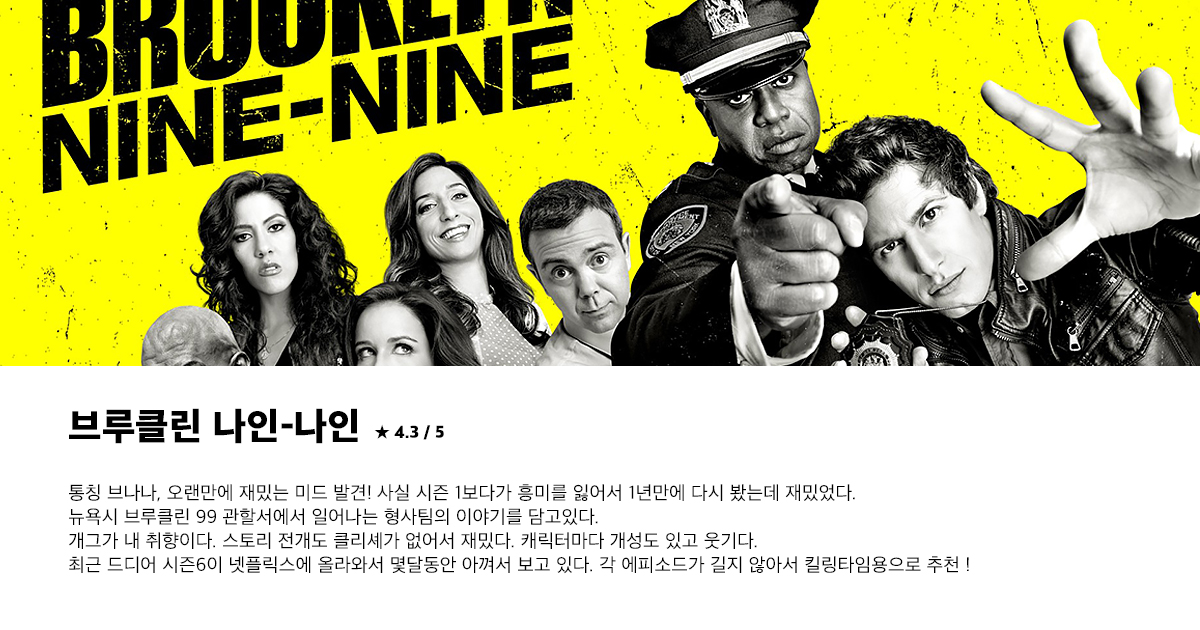 BROOKLYN
NINE-NINE
브루클린 나인-나인 ★ 4.3 / 5
통칭 브나나, 오랜만에 재밌는 미드 발견! 사실 시즌 1보다가 흥미를 잃어서 1년만에 다시 봤는데 재밌었다.
뉴욕시 브루클린 99 관할서에서 일어나는 형사팀의 이야기를 담고있다.
개그가 내 취향이다. 스토리 전개도 클리셰가 없어서 재밌다. 캐릭터마다 개성도 있고 웃기다.
최근 드디어 시즌6이 넷플릭스에 올라와서 몇달동안 아껴서 보고 있다. 각 에피소드가 길지 않아서 킬링타임용으로 추천 !